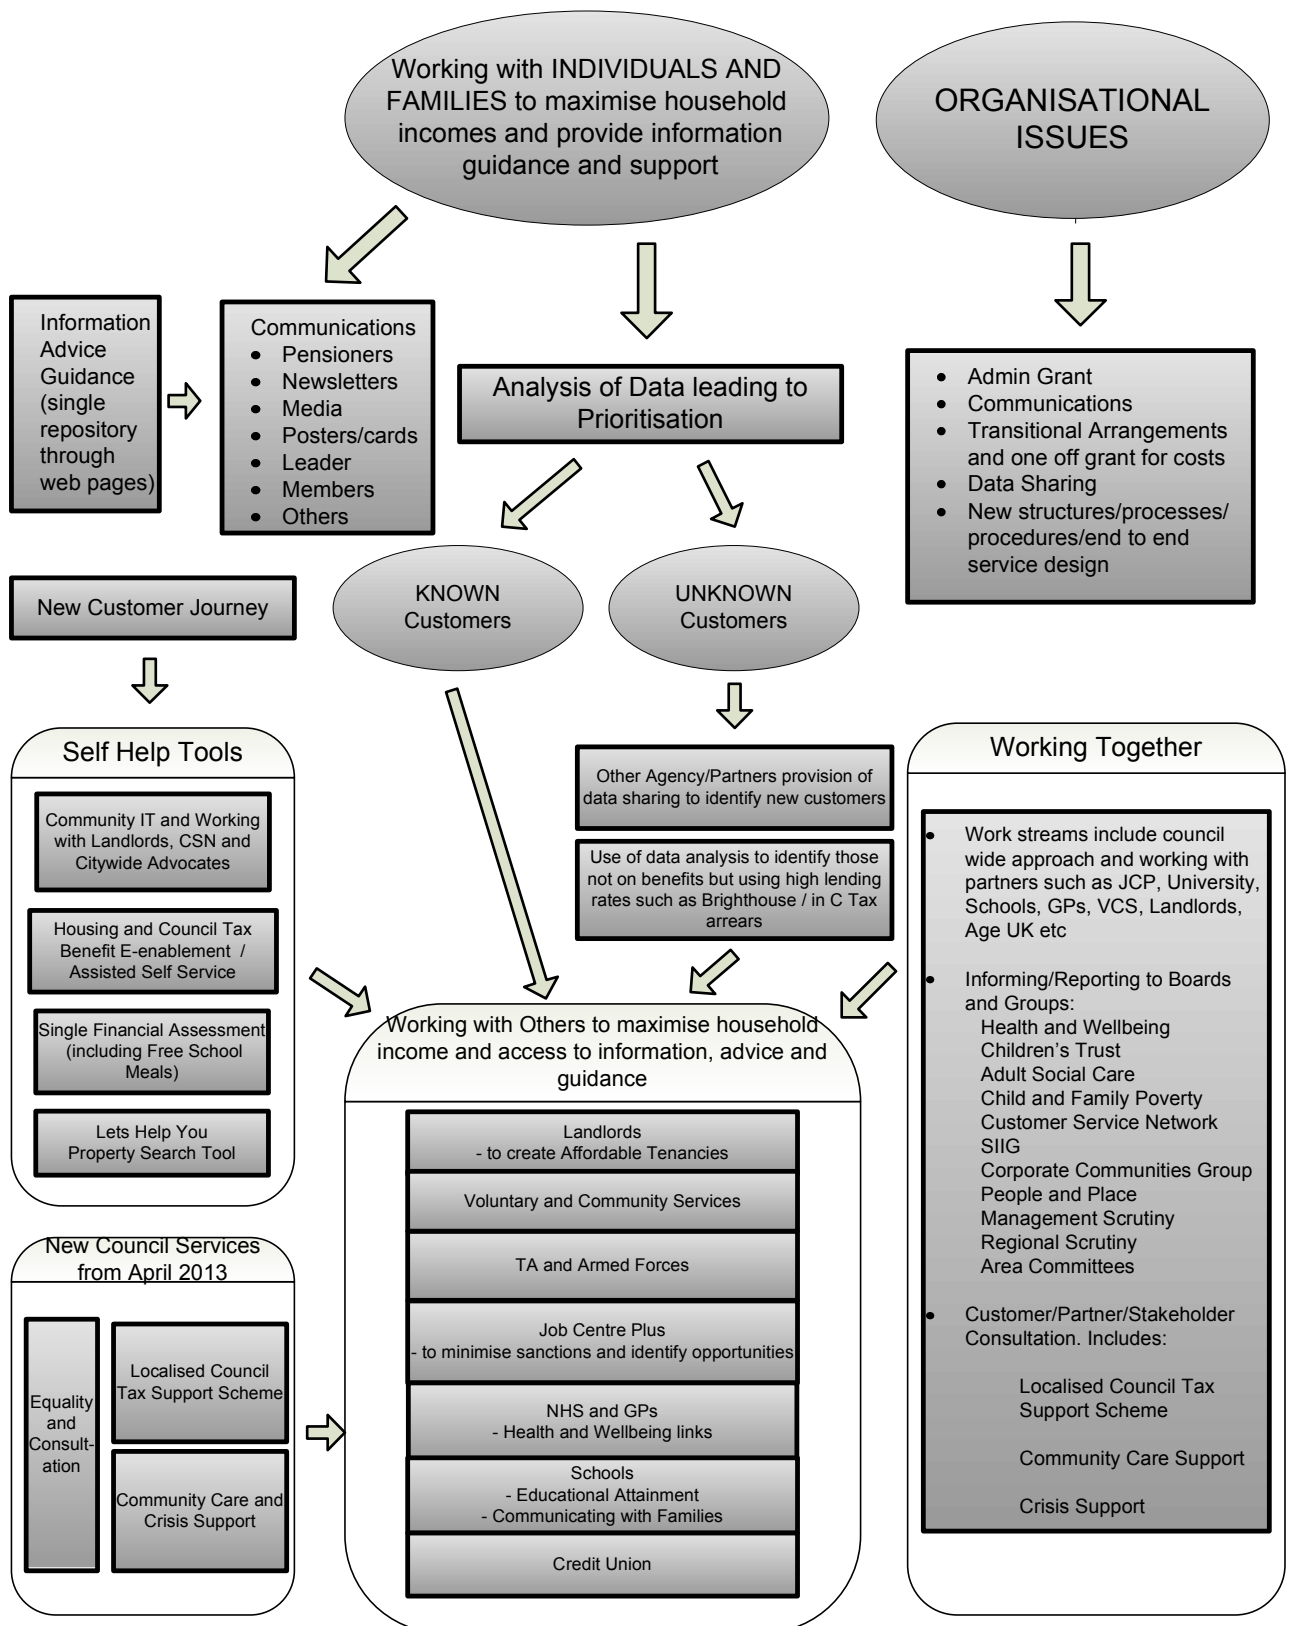 Working with INDIVIDUALS AND
FAMILIES to maximise household
incomes and provide information
guidance and support
ORGANISATIONAL
ISSUES
Information
Advice
Guidance
(single
repository
through
web pages)
Communications
• Pensioners
• Newsletters
• Media
• Posters/cards
• Leader
• Members
• Others
Analysis of Data leading to
Prioritisation
• Admin Grant
• Communications
• Transitional Arrangements
and one off grant for costs
• Data Sharing
• New structures/processes/
procedures/end to end
service design
New Customer Journey
KNOWN
Customers
UNKNOWN
Customers
Self Help Tools
Community IT and Working
with Landlords, CSN and
Citywide Advocates
Housing and Council Tax
Benefit E-enablement /
Assisted Self Service
Single Financial Assessment
(including Free School
Meals)
Lets Help You
Property Search Tool
Other Agency/Partners provision of
data sharing to identify new customers
Use of data analysis to identify those
not on benefits but using high lending
rates such as Brighthouse / in C Tax
arrears
Working Together
• Work streams include council
wide approach and working with
partners such as JCP, University,
Schools, GPs, VCS, Landlords,
Age UK etc
• Informing/Reporting to Boards
and Groups:
Health and Wellbeing
Children’s Trust
Adult Social Care
Child and Family Poverty
Customer Service Network
SIIG
Corporate Communities Group
People and Place
Management Scrutiny
Regional Scrutiny
Area Committees
• Customer/Partner/Stakeholder
Consultation. Includes:
Localised Council Tax
Support Scheme
Community Care Support
Crisis Support
Working with Others to maximise household
income and access to information, advice and
guidance
Landlords
- to create Affordable Tenancies
Voluntary and Community Services
TA and Armed Forces
Job Centre Plus
- to minimise sanctions and identify opportunities
NHS and GPs
- Health and Wellbeing links
Schools
- Educational Attainment
- Communicating with Families
Credit Union
New Council Services
from April 2013
Equality
and
Consult-
ation
Localised Council
Tax Support Scheme
Community Care and
Crisis Support